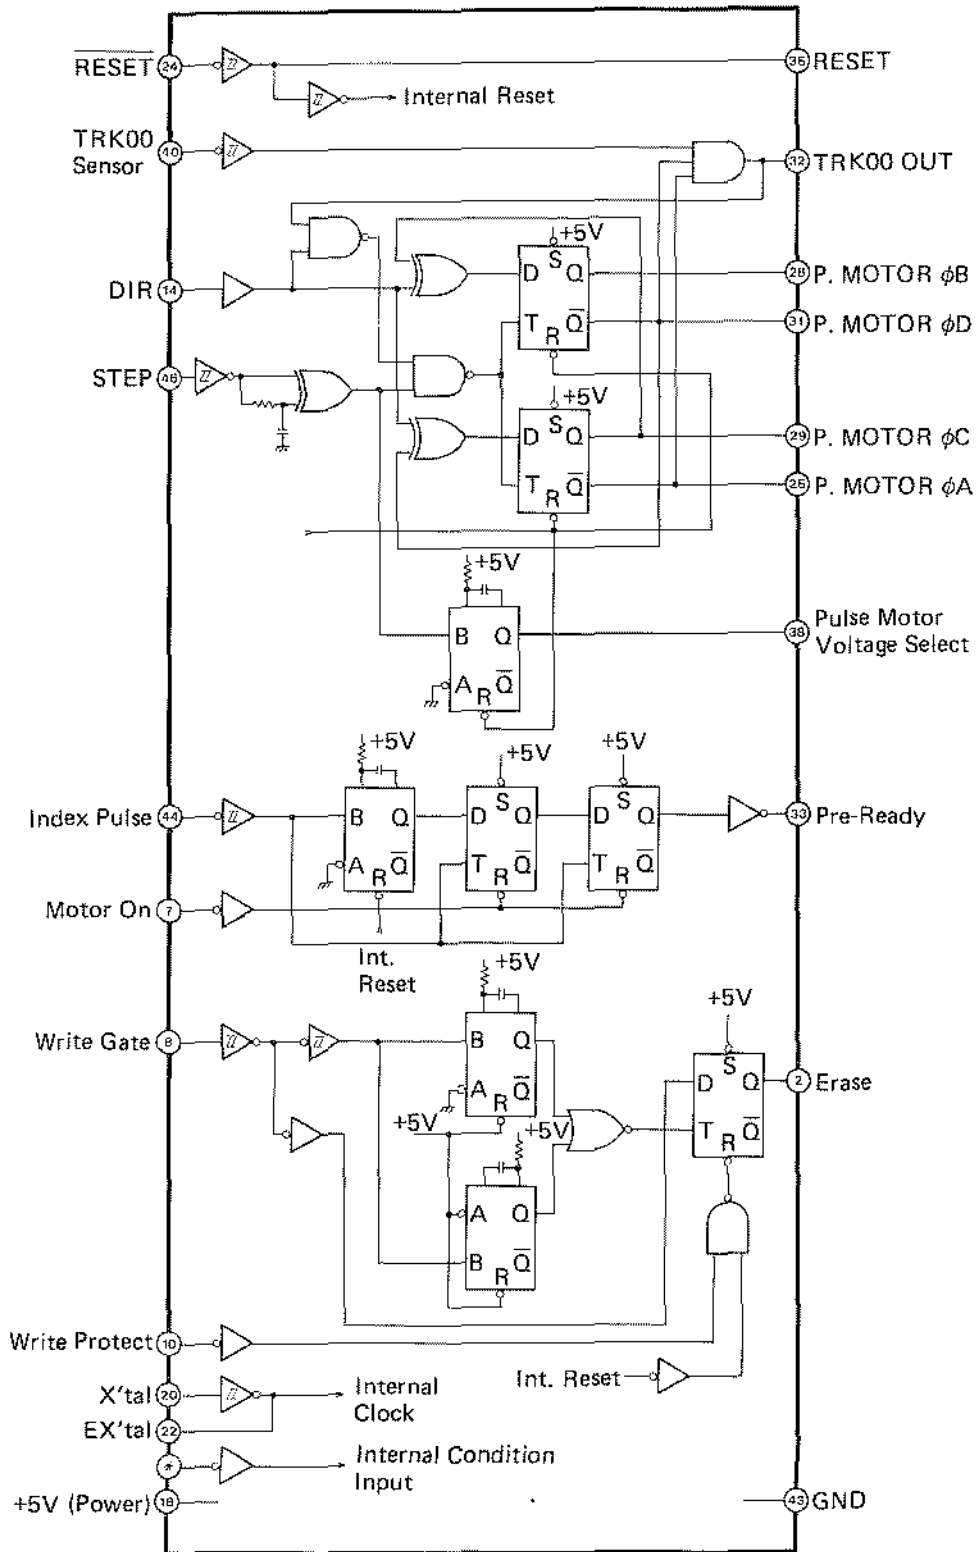 RESET 24
35 RESET
Internal Reset
TRK00
Sensor 40
32 TRK00 OUT
+5V
S
D Q
28 P. MOTOR φB
DIR 14
T Q
R
31 P. MOTOR φD
STEP 46
+5V
S
D Q
29 P. MOTOR φC
T Q
R
25 P. MOTOR φA
+5V
B Q
38 Pulse Motor
Voltage Select
A Q
R
+5V
+5V
+5V
Index Pulse 44
B Q
S
D Q
S
D Q
33 Pre-Ready
A Q
R
T Q
R
T Q
R
Motor On 7
Int.
Reset
+5V
+5V
Write Gate 8
B Q
S
D Q
2 Erase
A Q
R
+5V
+5V
T Q
R
A Q
B Q
R
Write Protect 10
Int. Reset
X'tal 20
Internal
Clock
EX'tal 22
*
Internal Condition
Input
+5V (Power) 18
43 GND